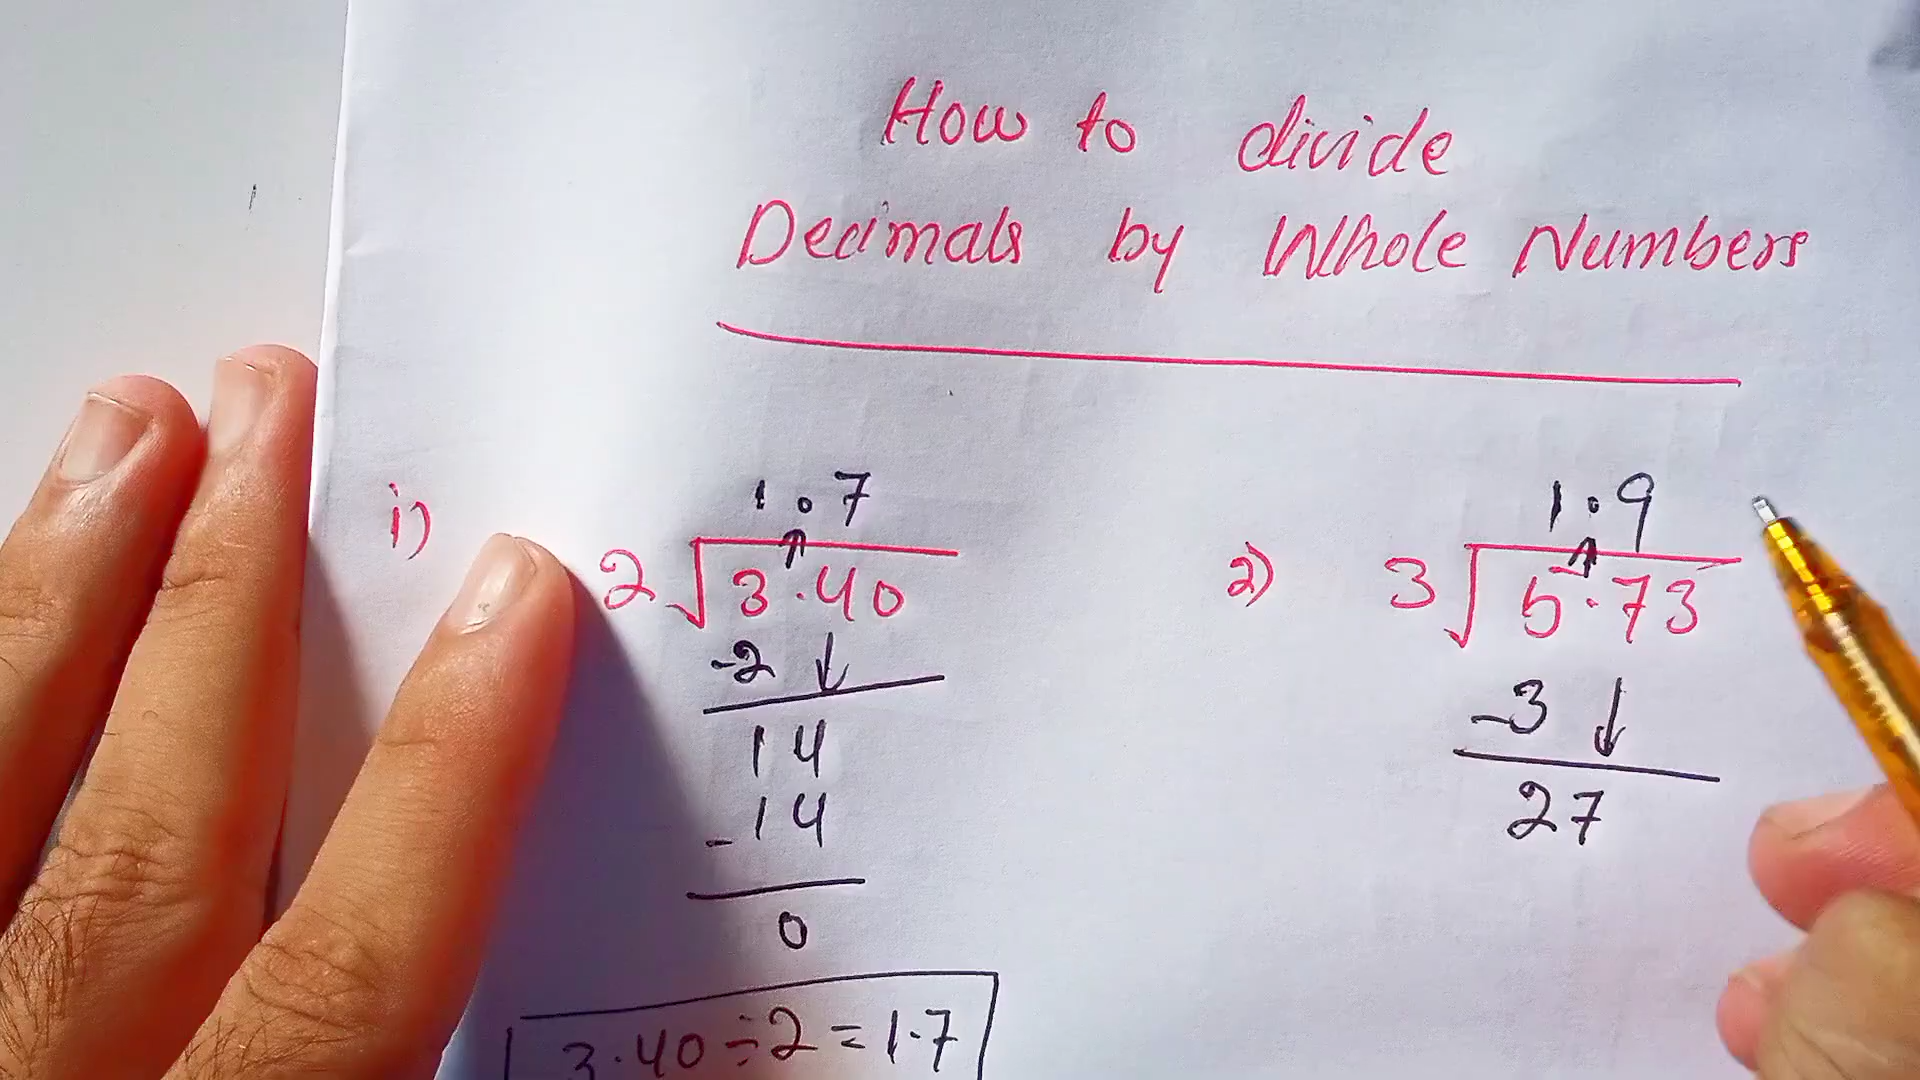 How to divide
Decimals by Whole Numbers
i)
1.7
2 √3.40
-2 ↓
14
-14
0
3.40 ÷ 2 = 1.7
2)
1.9
3 √5.73
-3 ↓
27